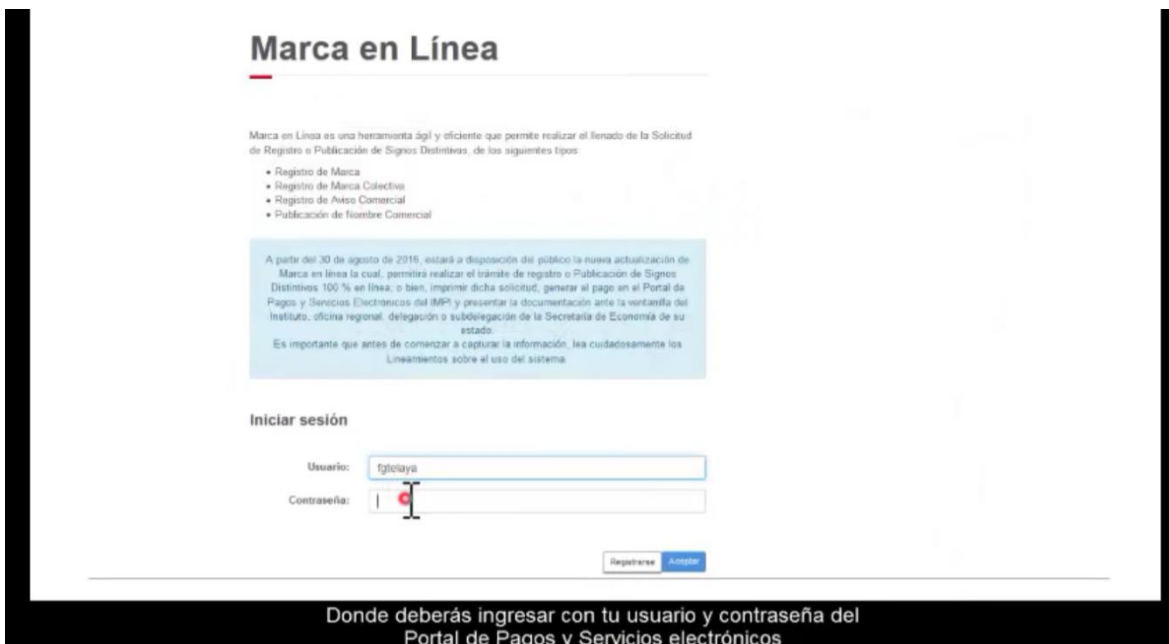 Marca en Línea
Marca en Línea es una herramienta ágil y eficiente que permite realizar el llenado de la Solicitud
de Registro o Publicación de Signos Distintivos, de los siguientes tipos:
• Registro de Marca
• Registro de Marca Colectiva
• Registro de Aviso Comercial
• Publicación de Nombre Comercial
A partir del 30 de agosto de 2016, estará a disposición del público la nueva actualización de
Marca en línea la cual, permitirá realizar el trámite de registro o Publicación de Signos
Distintivos 100 % en línea; o bien, imprimir dicha solicitud, generar el pago en el Portal de
Pagos y Servicios Electrónicos del IMPI y presentar la documentación ante la ventanilla del
Instituto, oficina regional, delegación o subdelegación de la Secretaría de Economía de su
estado.
Es importante que antes de comenzar a capturar la información, lea cuidadosamente los
Lineamientos sobre el uso del sistema.
Iniciar sesión
Usuario: fgtelaya
Contraseña:
Registrarse Aceptar
Donde deberás ingresar con tu usuario y contraseña del
Portal de Pagos y Servicios electrónicos